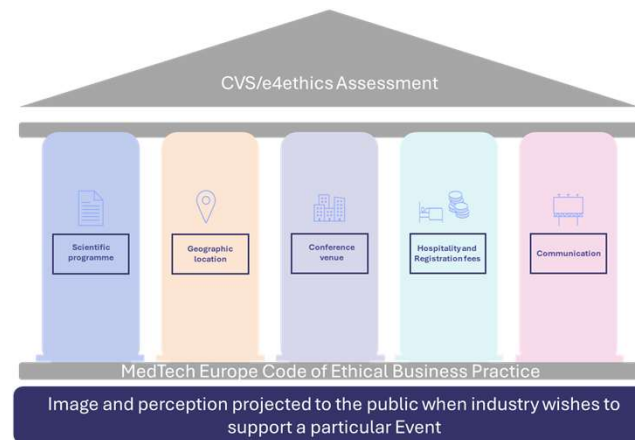 CVS/e4ethics Assessment
Scientific
programme
Geographic
location
Conference
venue
Hospitality and
Registration fees
Communication
MedTech Europe Code of Ethical Business Practice
Image and perception projected to the public when industry wishes to
support a particular Event